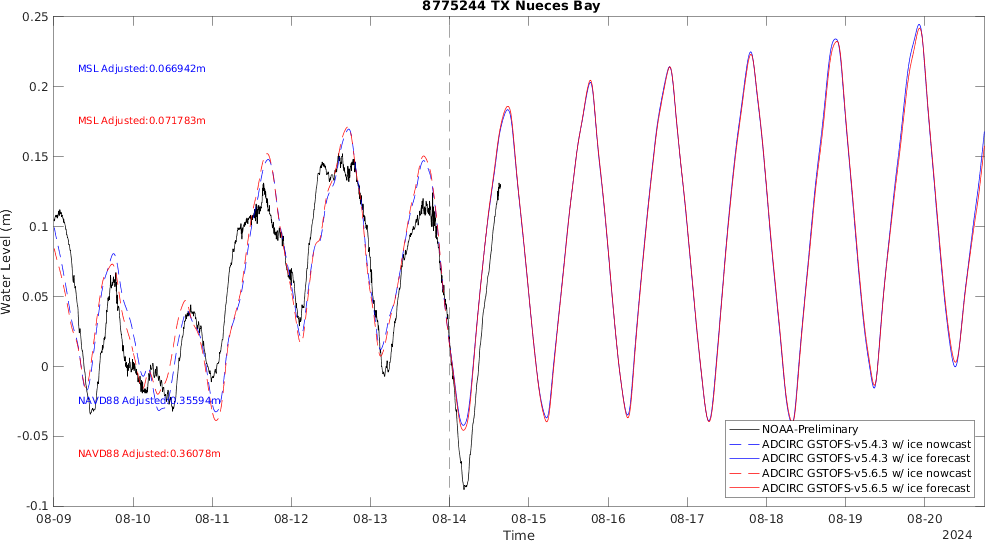 8775244 TX Nueces Bay
0.25
0.2
0.15
0.1
0.05
0
-0.05
-0.1
Water Level (m)
MSL Adjusted:0.066942m
MSL Adjusted:0.071783m
NAVD88 Adjusted:0.35594m
NAVD88 Adjusted:0.36078m
NOAA-Preliminary
ADCIRC GSTOFS-v5.4.3 w/ ice nowcast
ADCIRC GSTOFS-v5.4.3 w/ ice forecast
ADCIRC GSTOFS-v5.6.5 w/ ice nowcast
ADCIRC GSTOFS-v5.6.5 w/ ice forecast
08-09 08-10 08-11 08-12 08-13 08-14 08-15 08-16 08-17 08-18 08-19 08-20
Time
2024